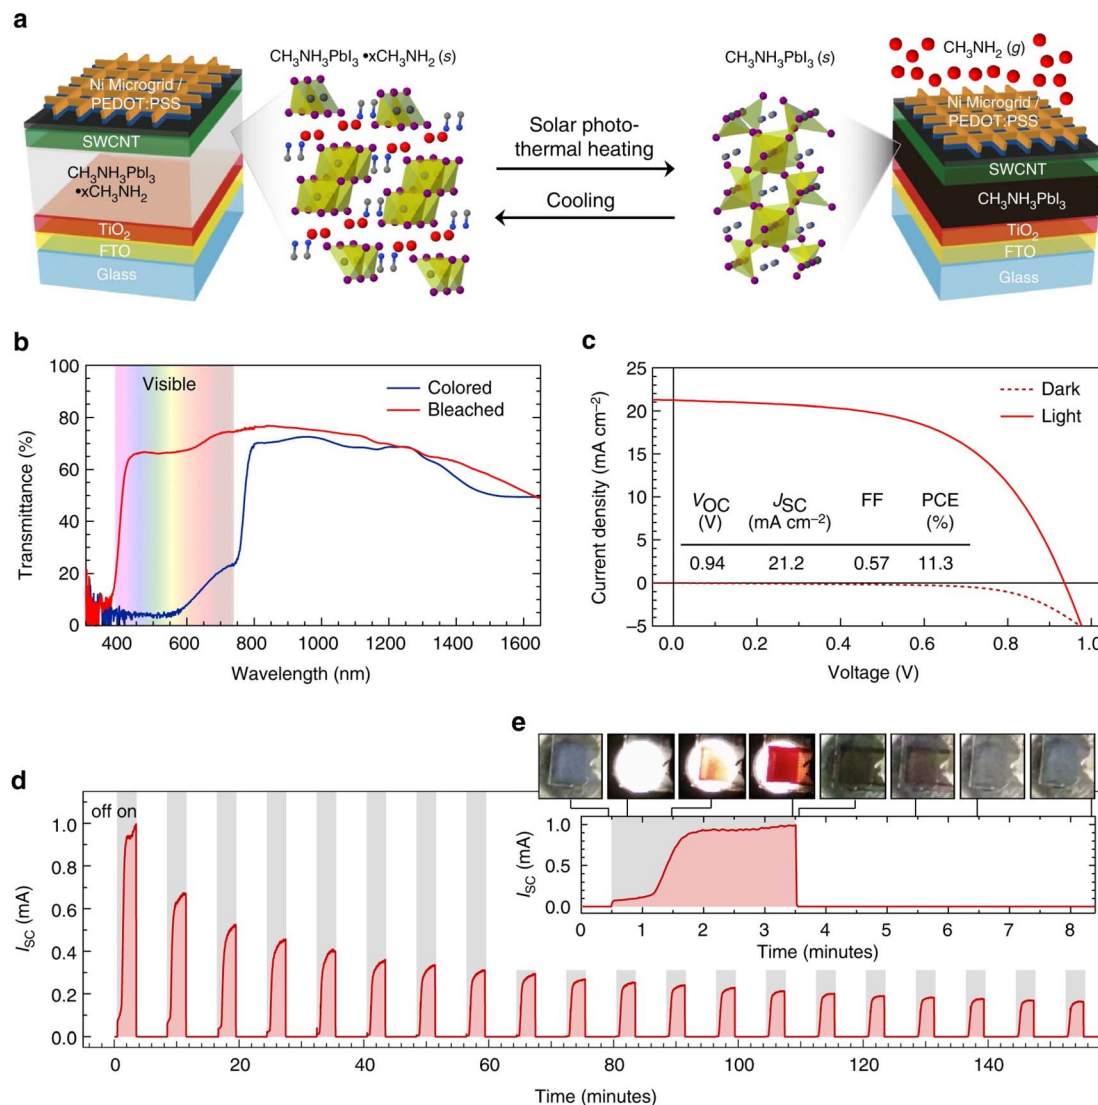 a
Ni Microgrid /
PEDOT:PSS
SWCNT
CH₃NH₃PbI₃
•xCH₃NH₂
TiO₂
FTO
Glass
CH₃NH₃PbI₃ •xCH₃NH₂ (s)
Solar photo-
thermal heating
Cooling
CH₃NH₃PbI₃ (s)
CH₃NH₂ (g)
Ni Microgrid /
PEDOT:PSS
SWCNT
CH₃NH₃PbI₃
TiO₂
FTO
Glass
b
100
80
60
40
20
0
Transmittance (%)
Visible
Colored
Bleached
400 600 800 1000 1200 1400 1600
Wavelength (nm)
c
25
20
15
10
5
0
–5
Current density (mA cm⁻²)
Dark
Light
VOC (V) JSC (mA cm⁻²) FF PCE (%)
0.94 21.2 0.57 11.3
0.0 0.2 0.4 0.6 0.8 1.0
Voltage (V)
d
off on
1.0
0.8
0.6
0.4
0.2
0.0
ISC (mA)
0 20 40 60 80 100 120 140
Time (minutes)
e
1.0
0.5
0.0
ISC (mA)
0 1 2 3 4 5 6 7 8
Time (minutes)